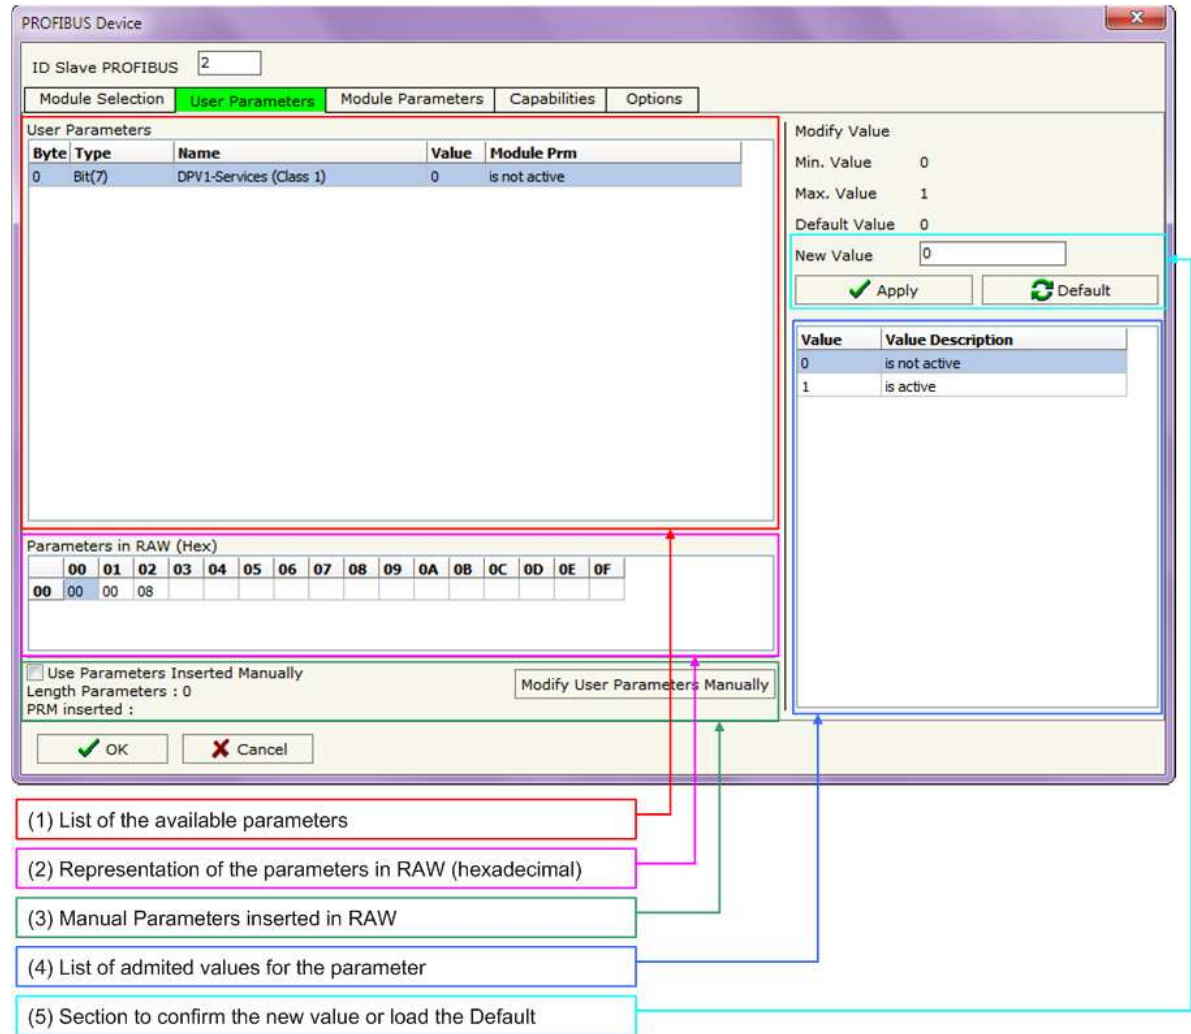 PROFIBUS Device
x
ID Slave PROFIBUS 2
Module Selection User Parameters Module Parameters Capabilities Options
User Parameters
Byte Type Name Value Module Prm
0 Bit(7) DPV1-Services (Class 1) 0 is not active
Modify Value
Min. Value 0
Max. Value 1
Default Value 0
New Value 0
Apply Default
Value Value Description
0 is not active
1 is active
Parameters in RAW (Hex)
00 01 02 03 04 05 06 07 08 09 0A 0B 0C 0D 0E 0F
00 00 00 08
Use Parameters Inserted Manually
Length Parameters : 0
PRM inserted :
Modify User Parameters Manually
OK Cancel
(1) List of the available parameters
(2) Representation of the parameters in RAW (hexadecimal)
(3) Manual Parameters inserted in RAW
(4) List of admited values for the parameter
(5) Section to confirm the new value or load the Default